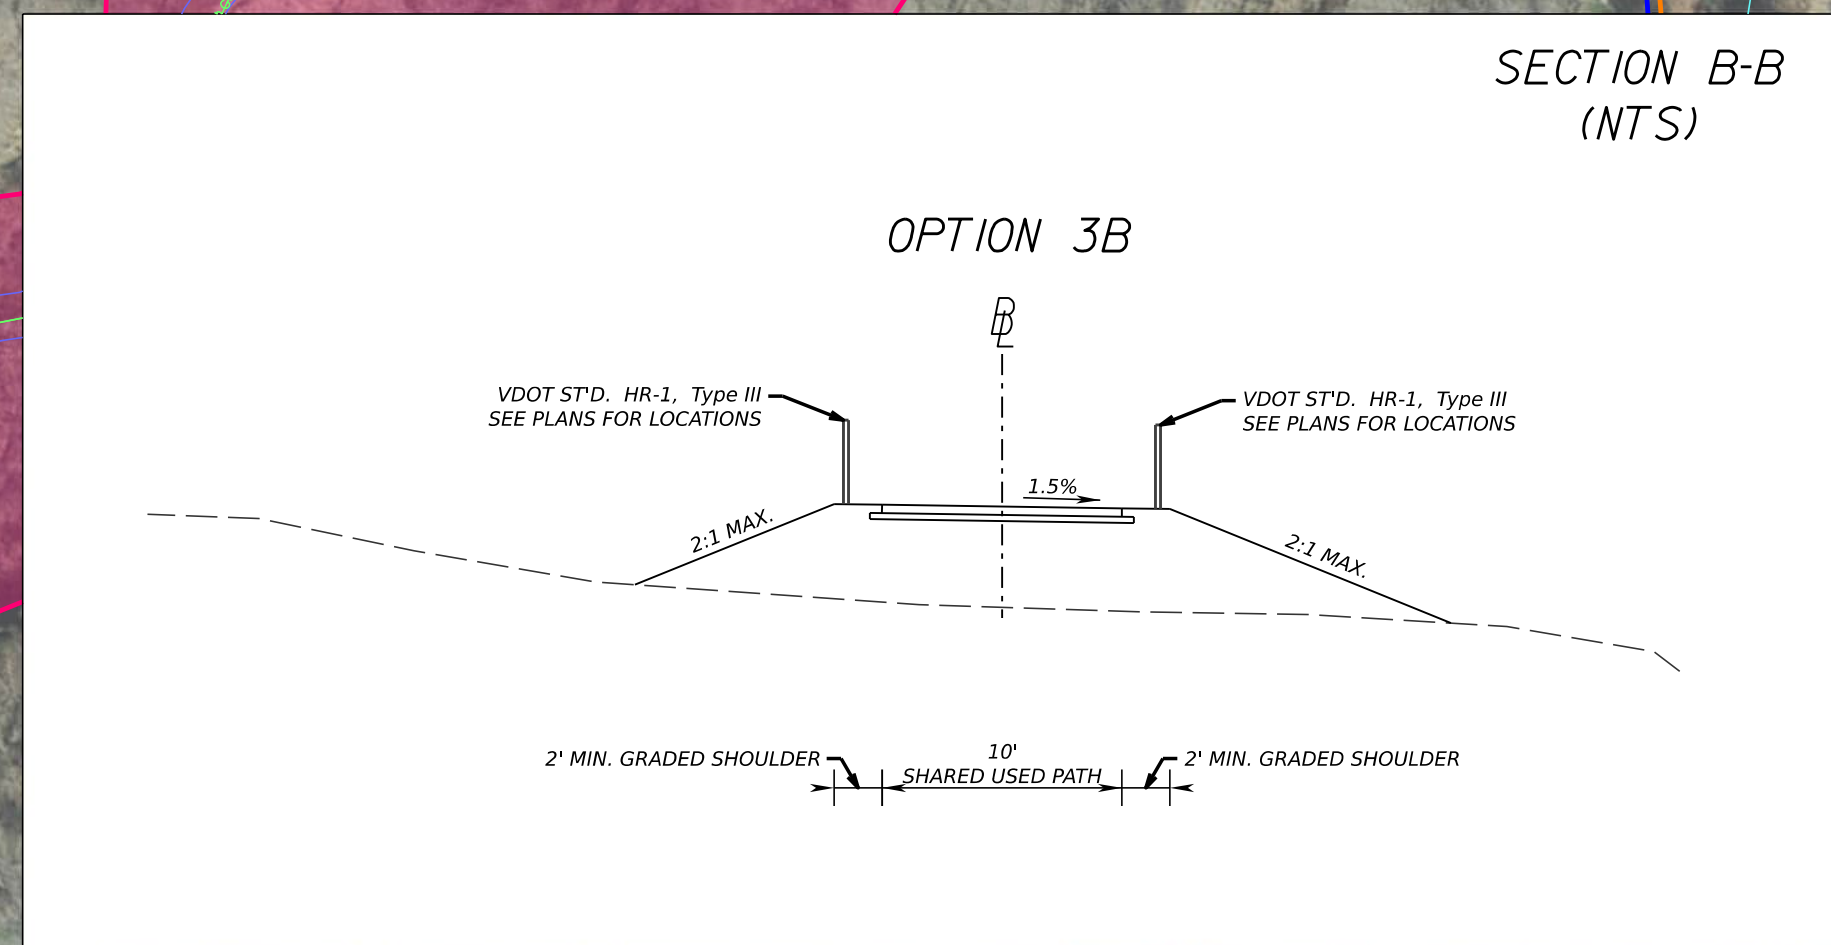 SECTION B-B
(NTS)
OPTION 3B
BL
VDOT ST'D. HR-1, Type III
SEE PLANS FOR LOCATIONS
VDOT ST'D. HR-1, Type III
SEE PLANS FOR LOCATIONS
1.5%
2:1 MAX.
2:1 MAX.
2' MIN. GRADED SHOULDER
10'
SHARED USED PATH
2' MIN. GRADED SHOULDER